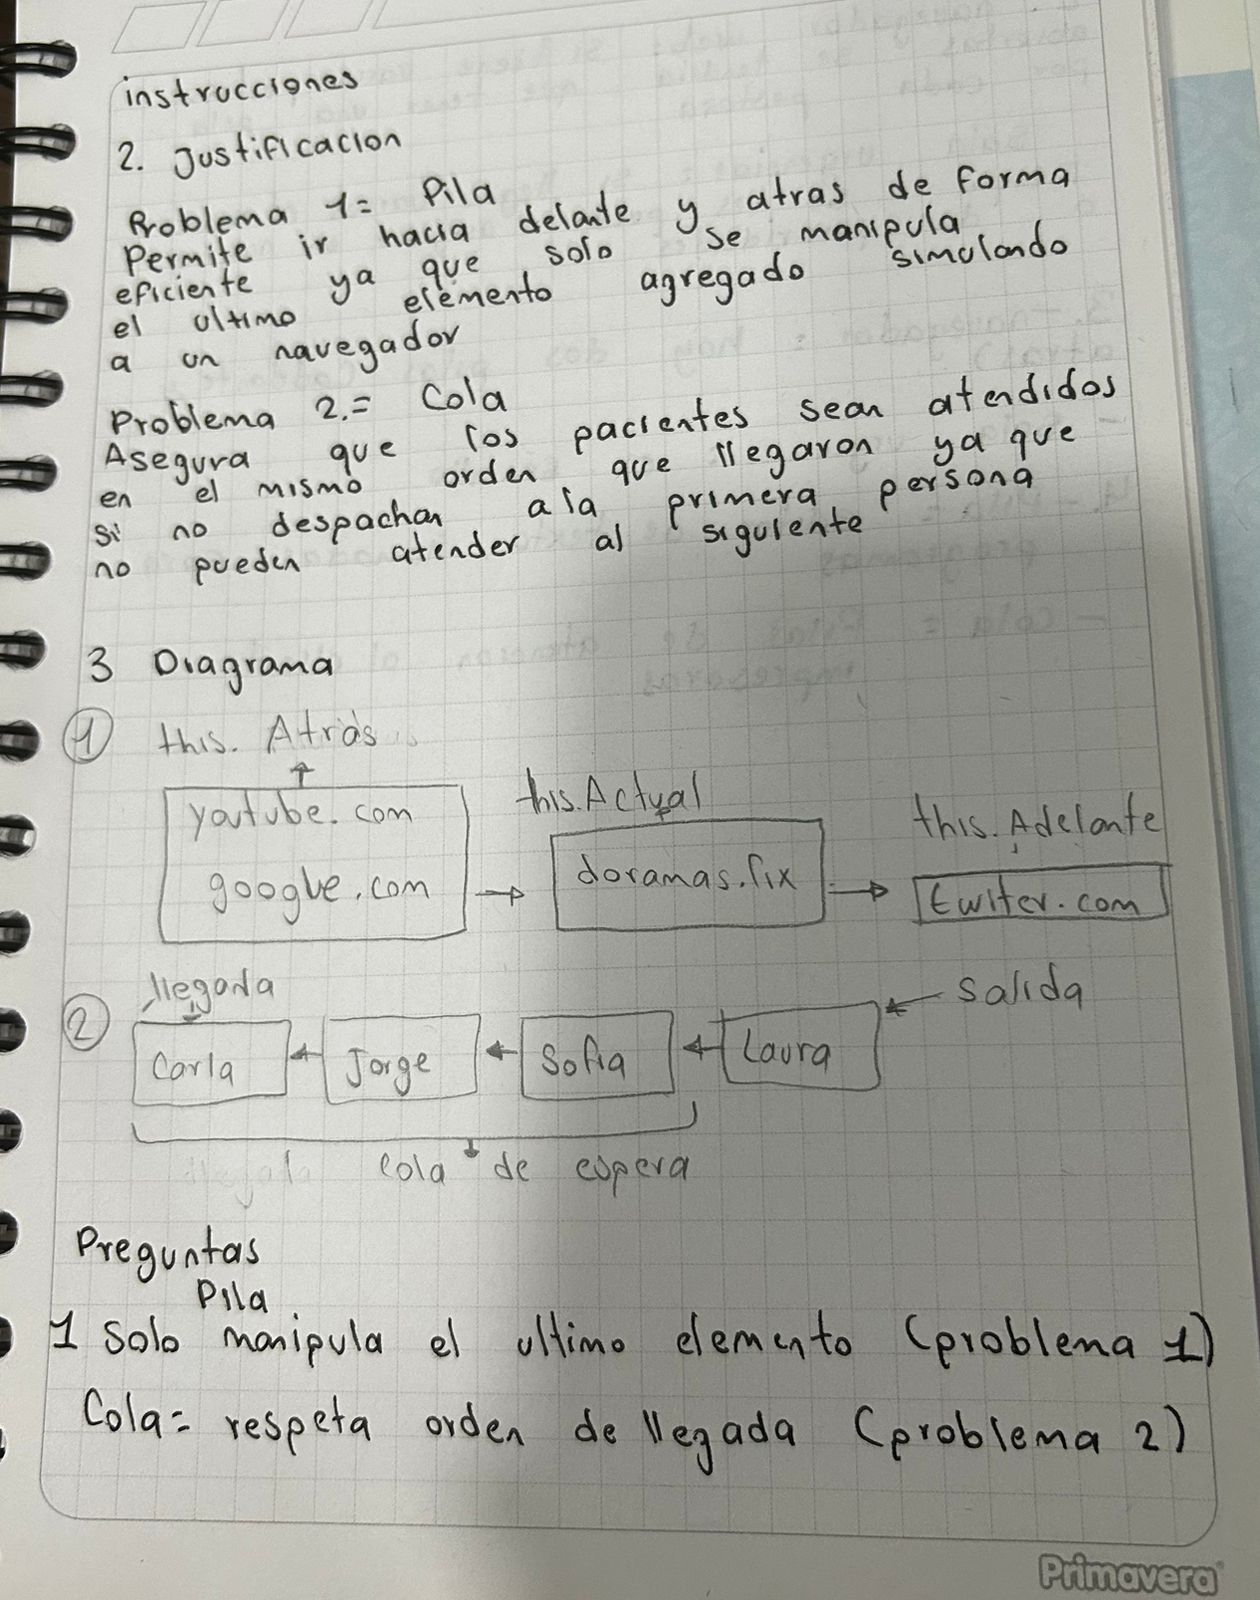 instrucciones
2. Justificacion
Problema 1= Pila
Permite ir hacia delante y atras de forma
eficiente ya que solo se manipula
el ultimo elemento agregado simulando
a un navegador
Problema 2.= Cola
Asegura que los pacientes sean atendidos
en el mismo orden que llegaron ya que
si no despachan a la primera persona
no pueden atender al siguiente
3 Diagrama
1 this. Atrás
youtube. com
google. com
this. Actual
doramas. fix
this. Adelante
twiter. com
2 llegada
Carla
Jorge
Sofia
Laura
Salida
Cola de espera
Preguntas
Pila
1 Solo manipula el ultimo elemento (problema 1)
Cola= respeta orden de llegada (problema 2)
Primavera